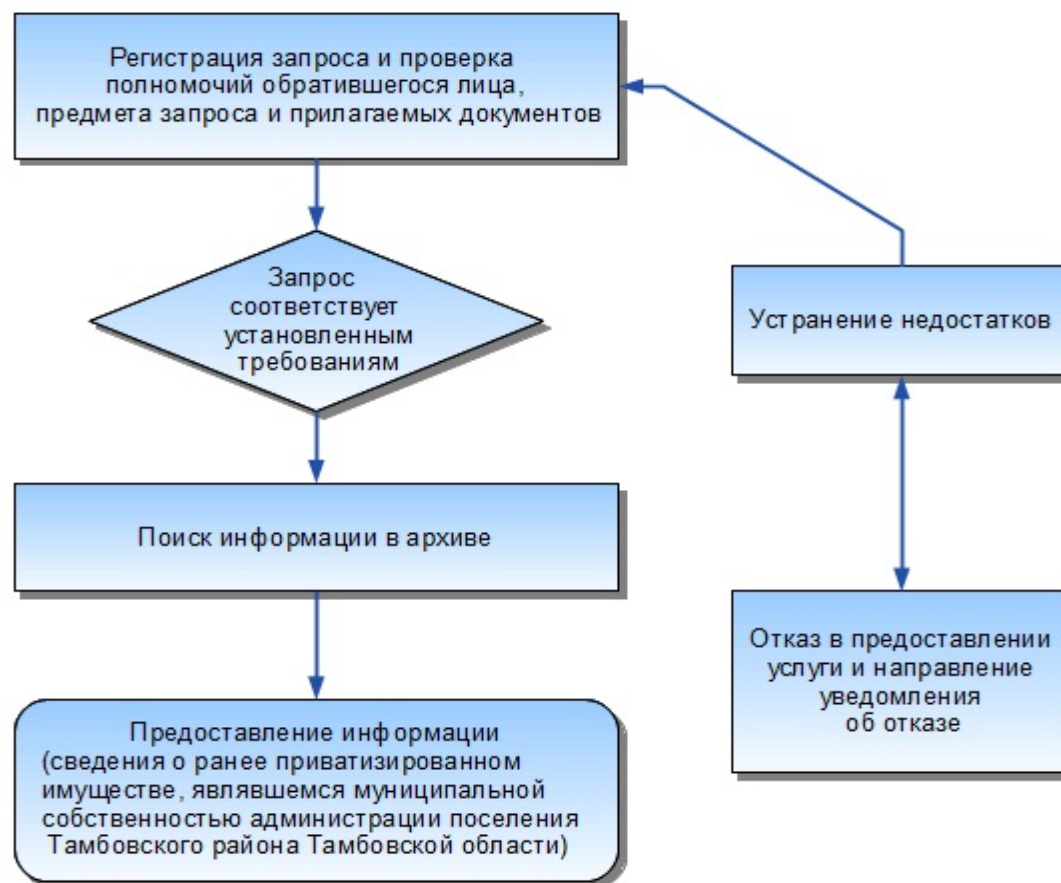 Регистрация запроса и проверка
полномочий обратившегося лица,
предмета запроса и прилагаемых документов
Запрос
соответствует
установленным
требованиям
Устранение недостатков
Поиск информации в архиве
Отказ в предоставлении
услуги и направление
уведомления
об отказе
Предоставление информации
(сведения о ранее приватизированном
имуществе, являвшемся муниципальной
собственностью администрации поселения
Тамбовского района Тамбовской области)